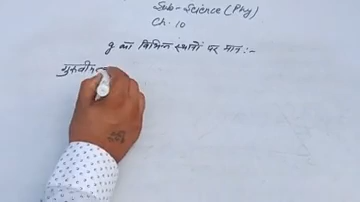 Sub-Science (Phy)
Ch. 10
g का विभिन्न स्थानों पर मान :-